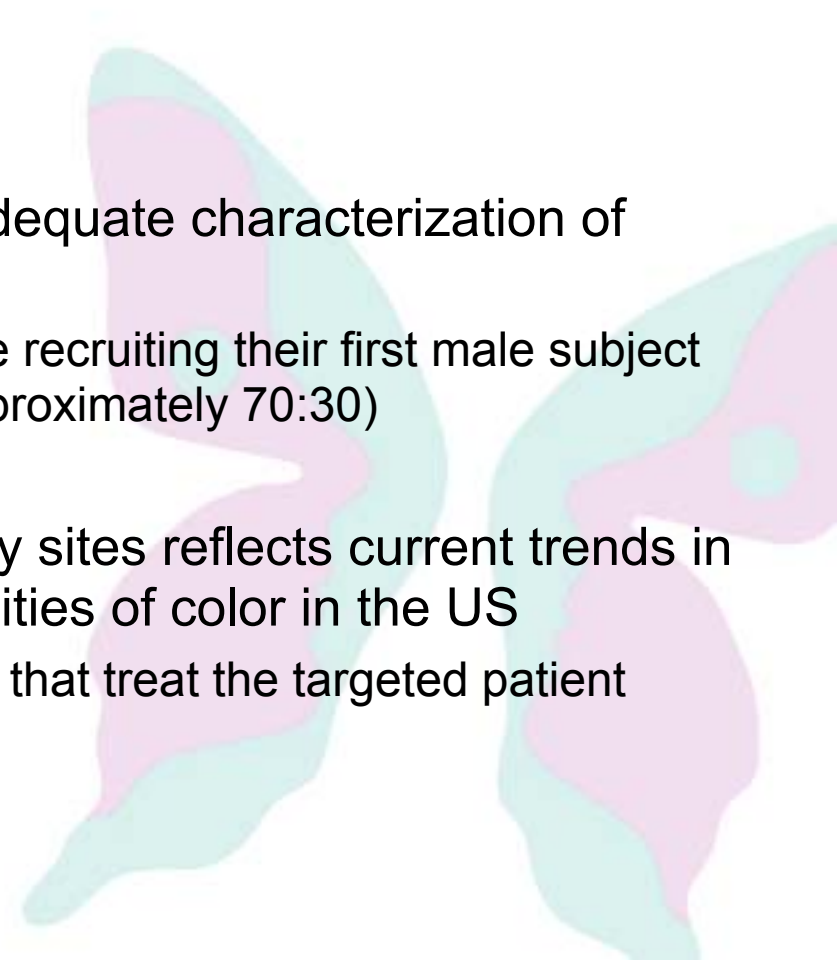 dequate characterization of
e recruiting their first male subject
proximately 70:30)
y sites reflects current trends in
ities of color in the US
that treat the targeted patient